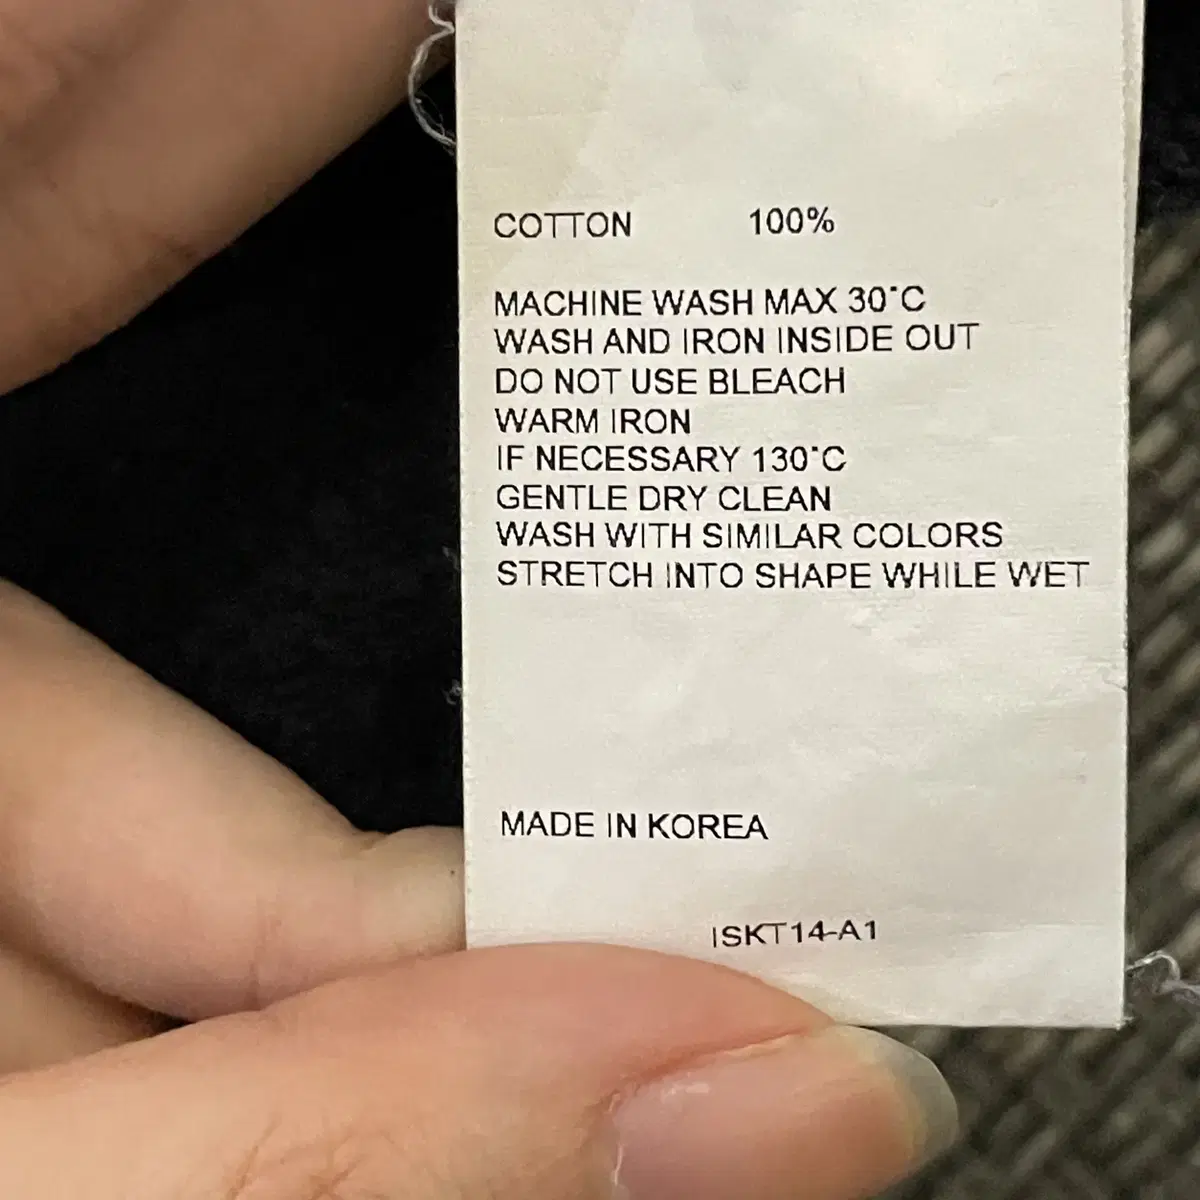 COTTON 100%
MACHINE WASH MAX 30°C
WASH AND IRON INSIDE OUT
DO NOT USE BLEACH
WARM IRON
IF NECESSARY 130°C
GENTLE DRY CLEAN
WASH WITH SIMILAR COLORS
STRETCH INTO SHAPE WHILE WET
MADE IN KOREA
ISKT14-A1